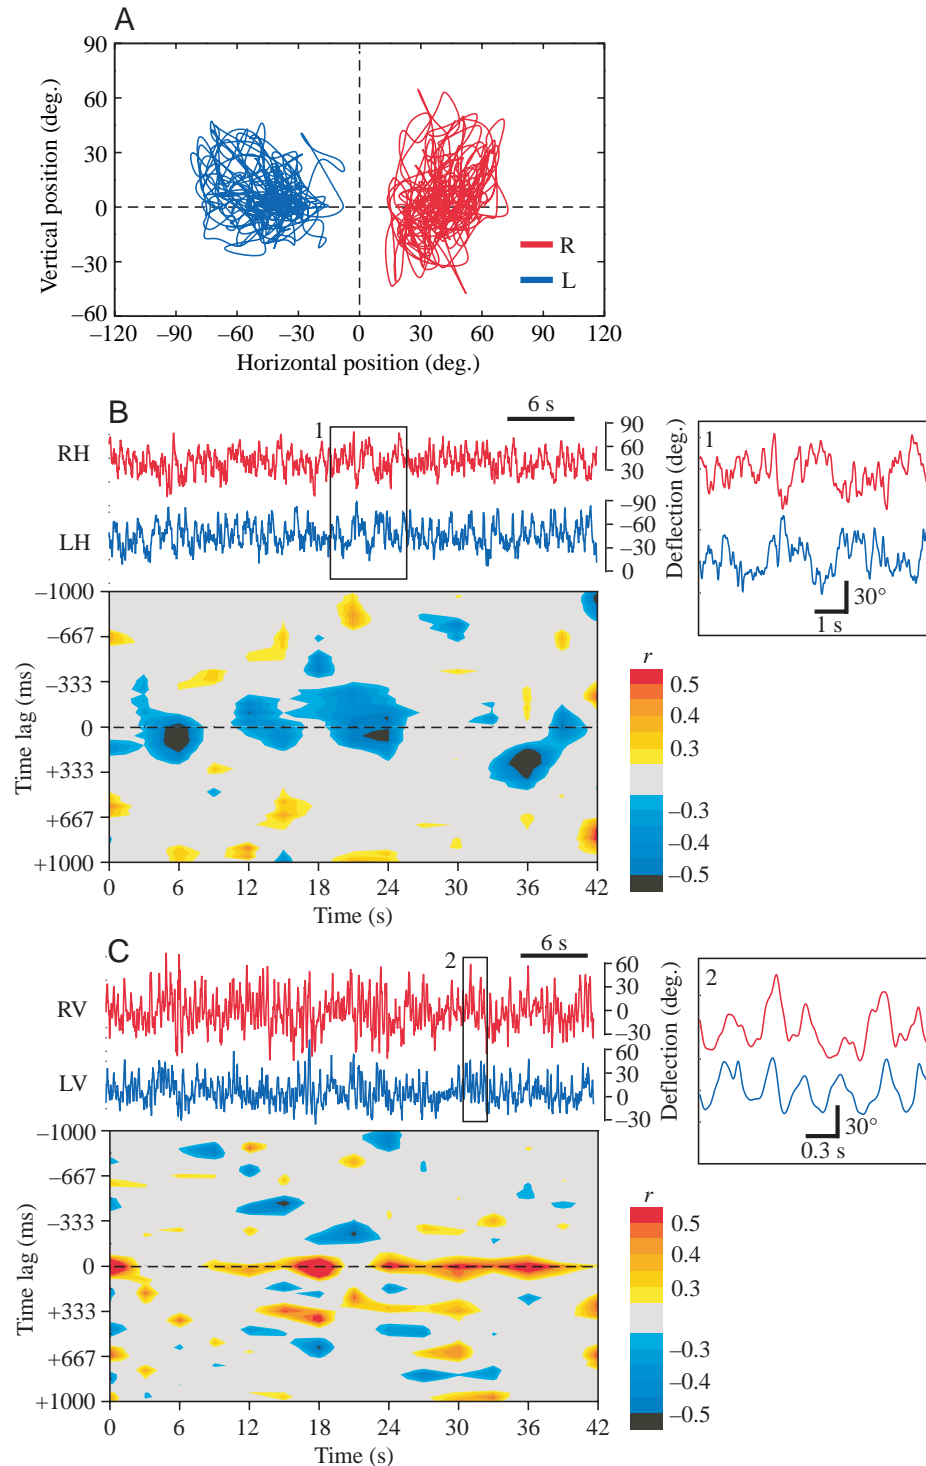 A
90
60
30
0
–30
–60
Vertical position (deg.)
R
L
–120 –90 –60 –30 0 30 60 90 120
Horizontal position (deg.)
B
6 s
RH
1
90
60
30
LH
–90
–60
–30
0
Deflection (deg.)
1
30°
1 s
–1000
–667
–333
0
+333
+667
+1000
Time lag (ms)
0 6 12 18 24 30 36 42
Time (s)
r
0.5
0.4
0.3
–0.3
–0.4
–0.5
C
6 s
RV
2
60
30
0
–30
LV
60
30
0
–30
Deflection (deg.)
2
30°
0.3 s
–1000
–667
–333
0
+333
+667
+1000
Time lag (ms)
0 6 12 18 24 30 36 42
Time (s)
r
0.5
0.4
0.3
–0.3
–0.4
–0.5